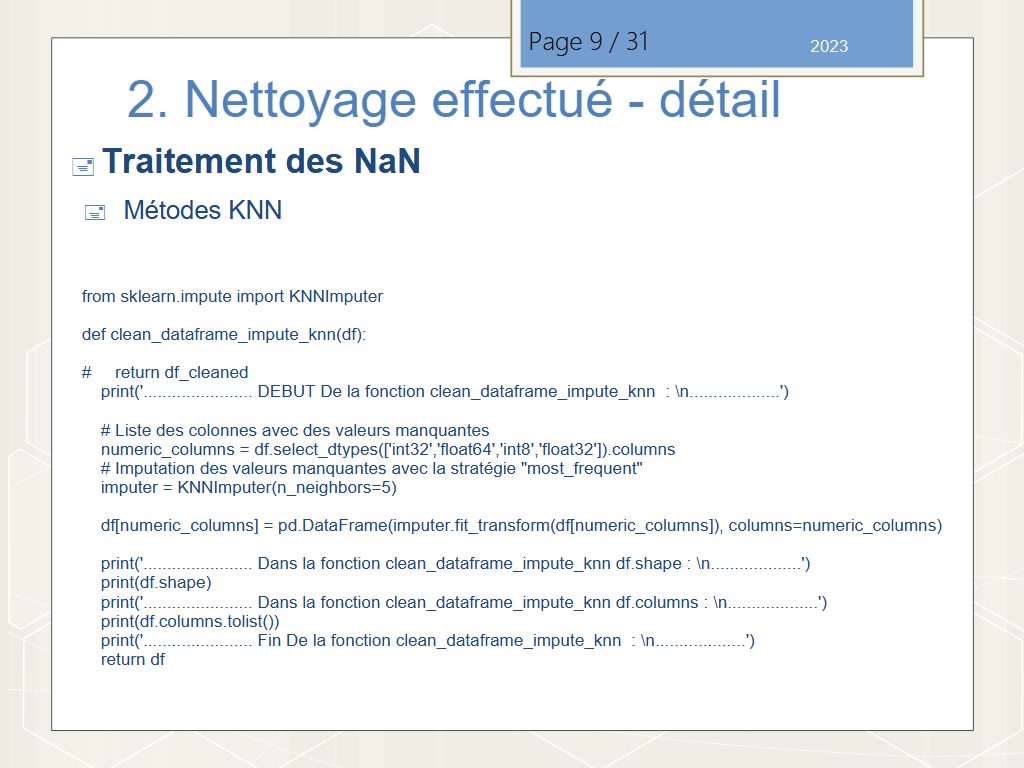 Page 9 / 31
2023
2. Nettoyage effectué - détail
Traitement des NaN
Métodes KNN
from sklearn.impute import KNNImputer
def clean_dataframe_impute_knn(df):
#     return df_cleaned
print('....................... DEBUT De la fonction clean_dataframe_impute_knn  : \n...................')
# Liste des colonnes avec des valeurs manquantes
numeric_columns = df.select_dtypes(['int32','float64','int8','float32']).columns
# Imputation des valeurs manquantes avec la stratégie "most_frequent"
imputer = KNNImputer(n_neighbors=5)
df[numeric_columns] = pd.DataFrame(imputer.fit_transform(df[numeric_columns]), columns=numeric_columns)
print('....................... Dans la fonction clean_dataframe_impute_knn df.shape : \n...................')
print(df.shape)
print('....................... Dans la fonction clean_dataframe_impute_knn df.columns : \n...................')
print(df.columns.tolist())
print('....................... Fin De la fonction clean_dataframe_impute_knn  : \n...................')
return df